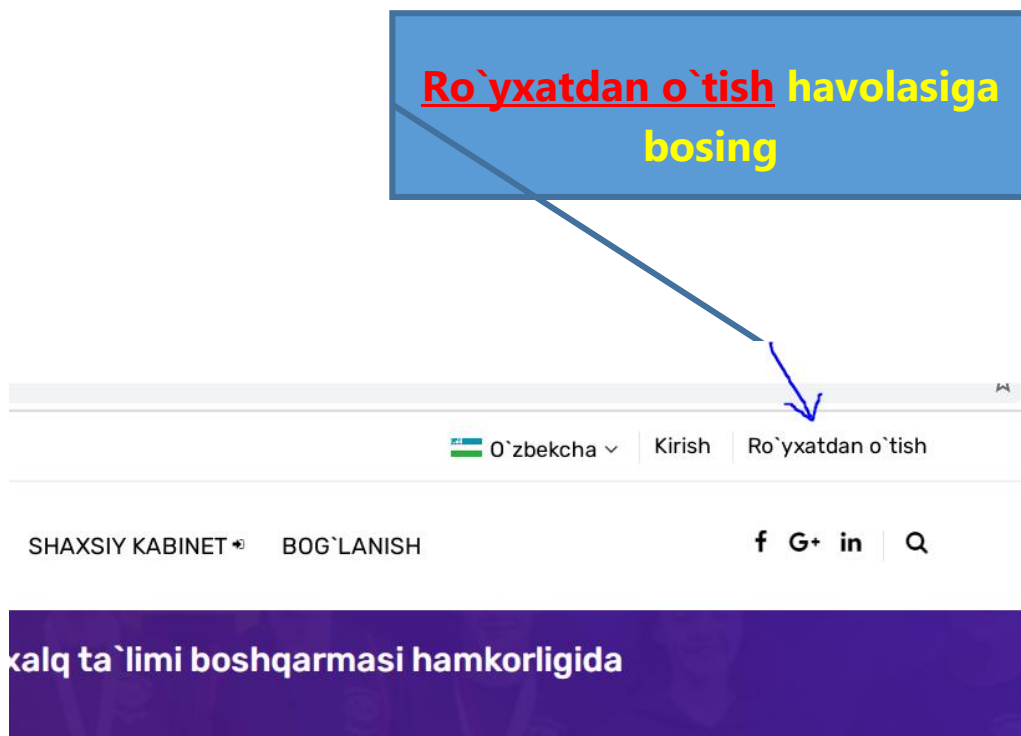 Ro`yxatdan o`tish havolasiga
bosing
O`zbekcha Kirish Ro`yxatdan o`tish
SHAXSIY KABINET BOG`LANISH f G+ in
xalq ta`limi boshqarmasi hamkorligida